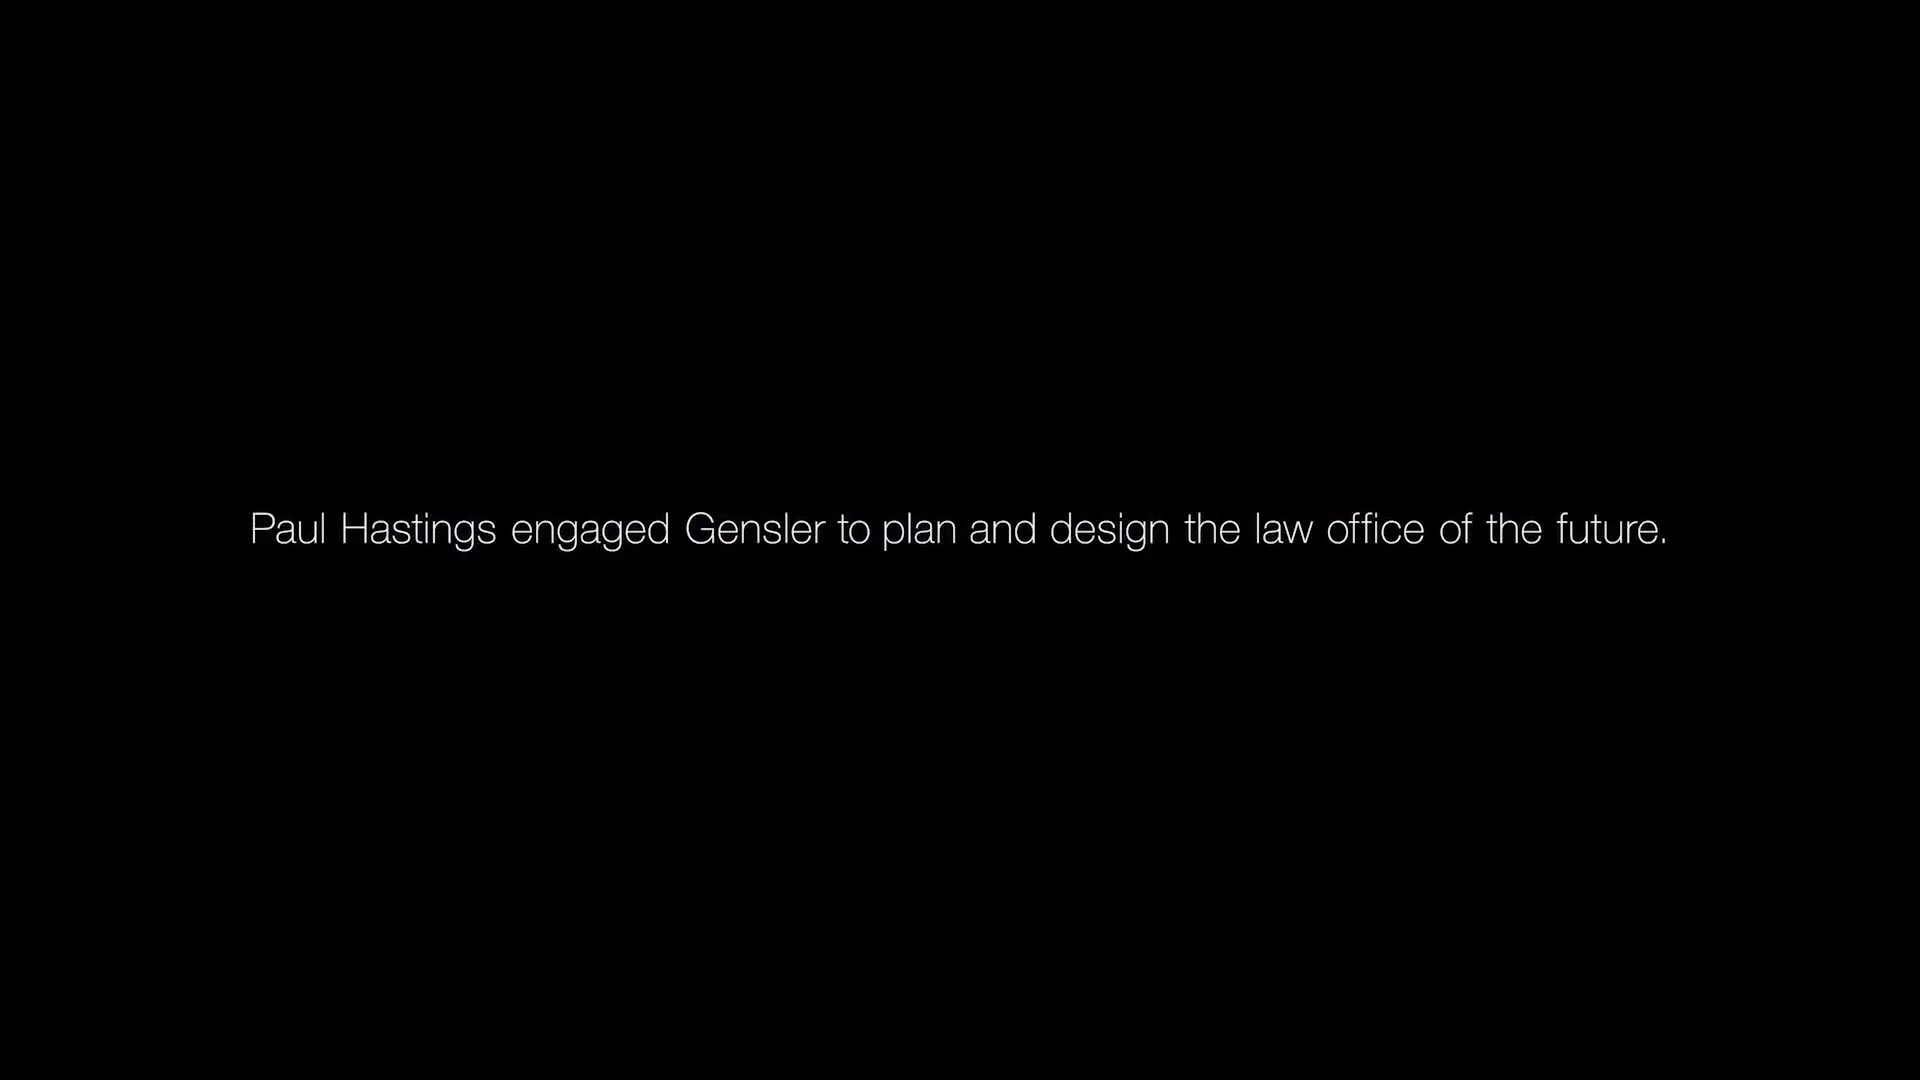 Paul Hastings engaged Gensler to plan and design the law office of the future.